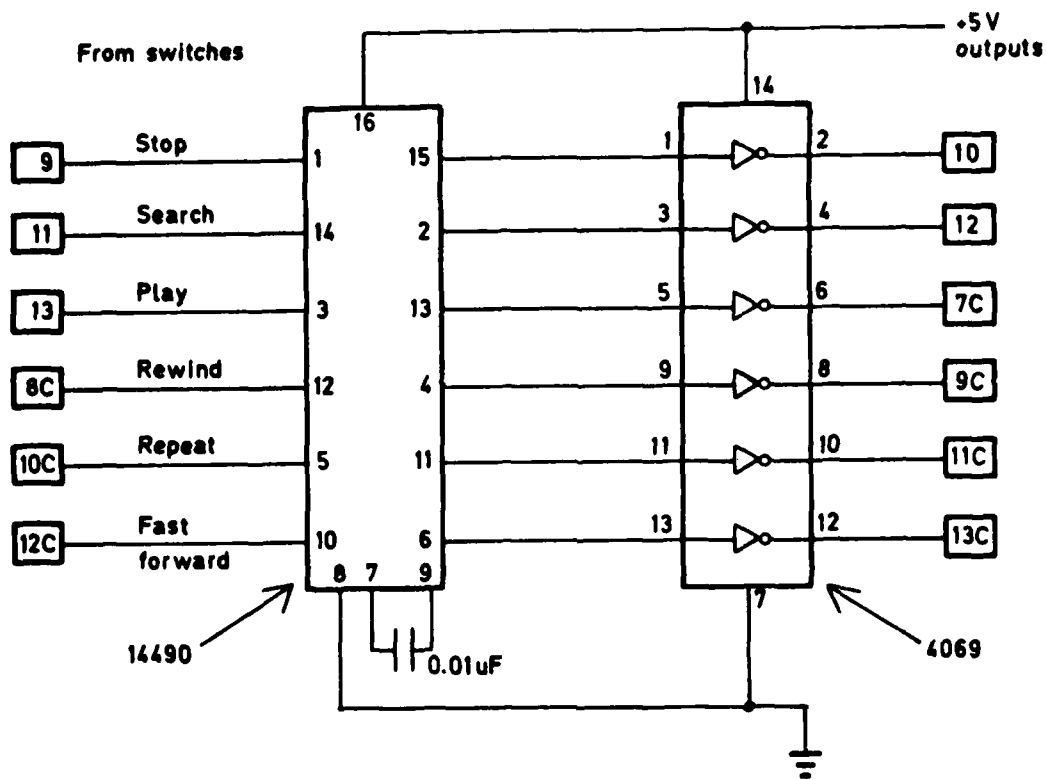 +5V
outputs
From switches
14
16
9 Stop 1 15 1 2 10
11 Search 14 2 3 4 12
13 Play 3 13 5 6 7C
8C Rewind 12 4 9 8 9C
10C Repeat 5 11 11 10 11C
12C Fast 10 6 13 12 13C
forward
8 7 9 7
14490
0.01uF
4069